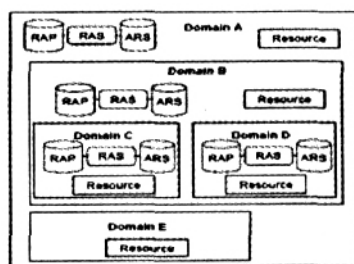 Domain A
RAP RAS ARS
Resource
Domain B
RAP RAS ARS
Resource
Domain C
RAP RAS ARS
Resource
Domain D
RAP RAS ARS
Resource
Domain E
Resource